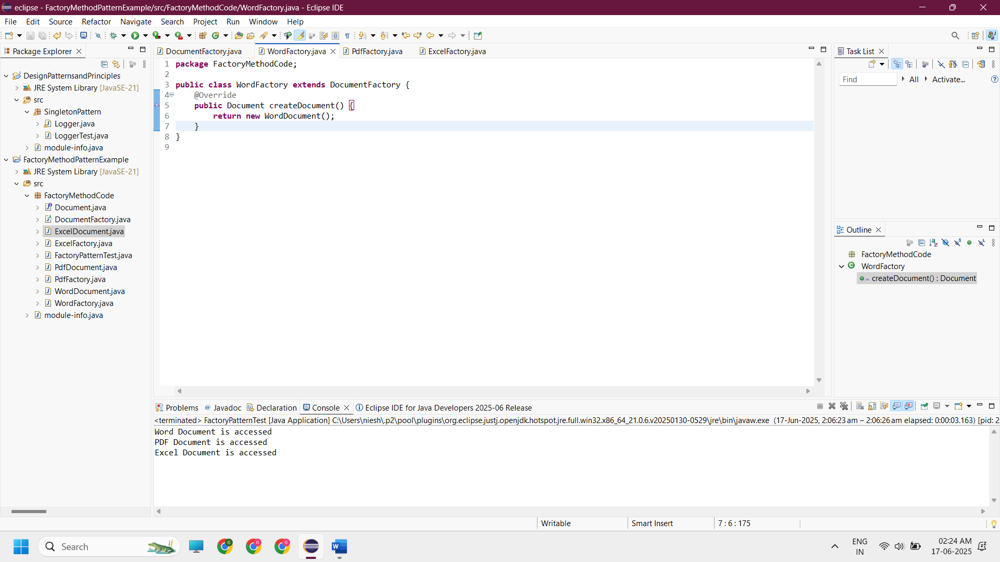 eclipse - FactoryMethodPatternExample/src/FactoryMethodCode/WordFactory.java - Eclipse IDE
File Edit Source Refactor Navigate Search Project Run Window Help
Package Explorer
DesignPatternsandPrinciples
JRE System Library [JavaSE-21]
src
SingletonPattern
Logger.java
LoggerTest.java
module-info.java
FactoryMethodPatternExample
JRE System Library [JavaSE-21]
src
FactoryMethodCode
Document.java
DocumentFactory.java
ExcelDocument.java
ExcelFactory.java
FactoryPatternTest.java
PdfDocument.java
PdfFactory.java
WordDocument.java
WordFactory.java
module-info.java
DocumentFactory.java WordFactory.java PdfFactory.java ExcelFactory.java
1 package FactoryMethodCode;
2
3 public class WordFactory extends DocumentFactory {
4 @Override
5 public Document createDocument() {
6 return new WordDocument();
7 }
8 }
9
Task List
Find All Activate...
Outline
FactoryMethodCode
WordFactory
createDocument() : Document
Problems Javadoc Declaration Console Eclipse IDE for Java Developers 2025-06 Release
<terminated> FactoryPatternTest [Java Application] C:\Users\niesh\.p2\pool\plugins\org.eclipse.justj.openjdk.hotspot.jre.full.win32.x86_64_21.0.6.v20250130-0529\jre\bin\javaw.exe (17-Jun-2025, 2:06:23 am – 2:06:26 am elapsed: 0:00:03.163) [pid: 2
Word Document is accessed
PDF Document is accessed
Excel Document is accessed
Writable Smart Insert 7 : 6 : 175
Search
ENG
IN
02:24 AM
17-06-2025